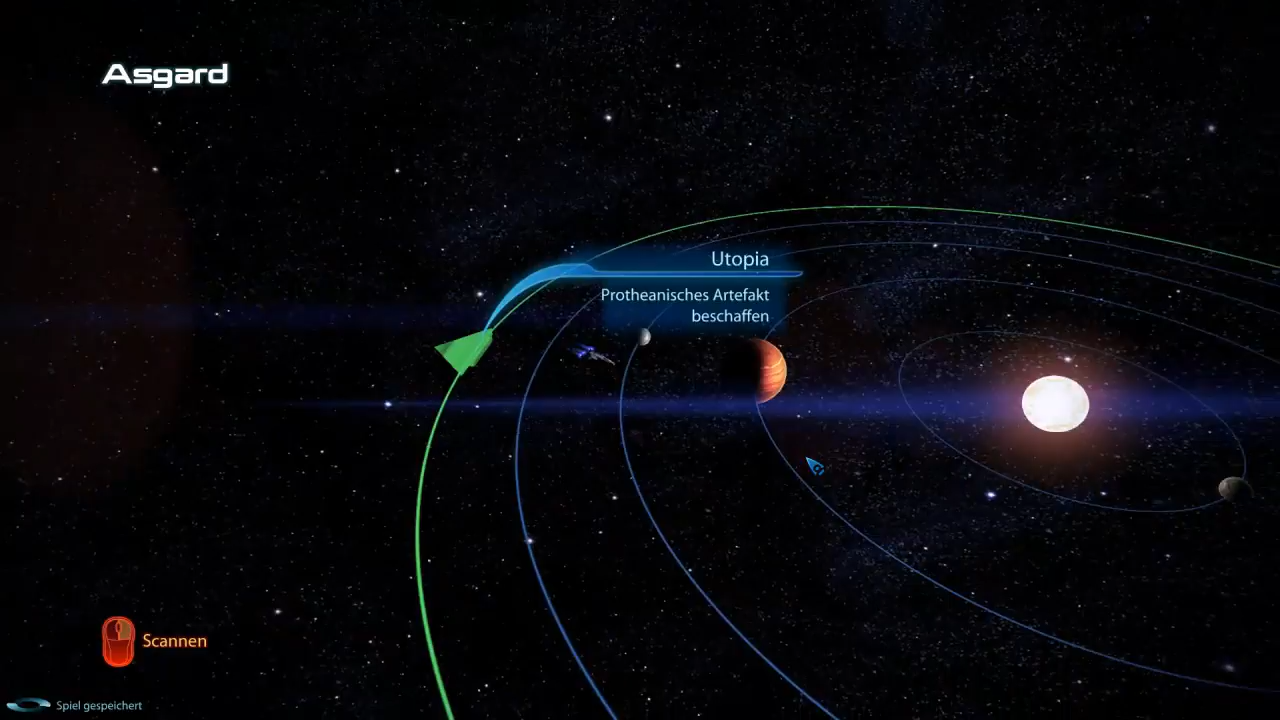 Asgard
Utopia
Protheanisches Artefakt
beschaffen
Scannen
Spiel gespeichert